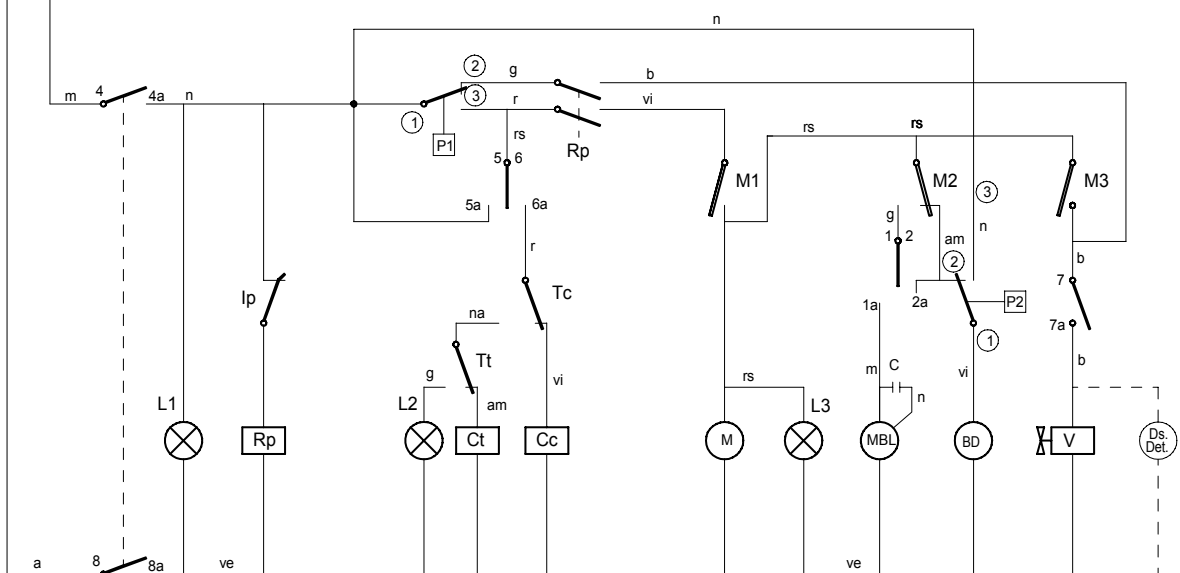 n
2
g
b
4
m
4a
n
3
r
vi
1
P1
rs
Rp
rs
rs
5 6
M1
M2
M3
3
5a
6a
g
n
1 2
am
r
b
2
Ip
Tc
7
1a
2a
P2
na
7a
1
Tt
C
b
g
vi
m
vi
rs
n
am
L1
L2
L3
Rp
Ct
Cc
M
MBL
BD
V
Ds.
Det.
a
8
8a
ve
ve